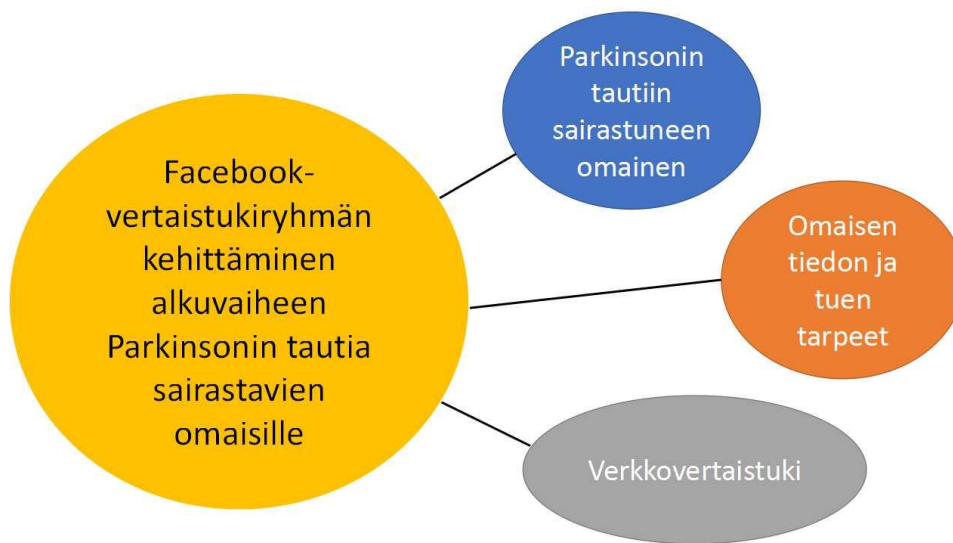 Facebook-
vertaistukiryhmän
kehittäminen
alkuvaiheen
Parkinsonin tautia
sairastavien
omaisille
Parkinsonin
tautiin
sairastuneen
omainen
Omaisen
tiedon ja
tuen
tarpeet
Verkkovertaistuki